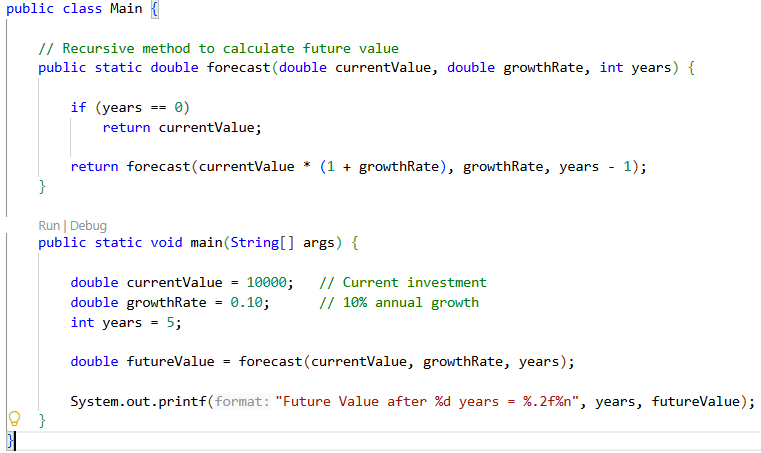 public class Main {
// Recursive method to calculate future value
public static double forecast(double currentValue, double growthRate, int years) {
if (years == 0)
return currentValue;
return forecast(currentValue * (1 + growthRate), growthRate, years - 1);
}
Run | Debug
public static void main(String[] args) {
double currentValue = 10000;   // Current investment
double growthRate = 0.10;      // 10% annual growth
int years = 5;
double futureValue = forecast(currentValue, growthRate, years);
System.out.printf(format: "Future Value after %d years = %.2f%n", years, futureValue);
}
}